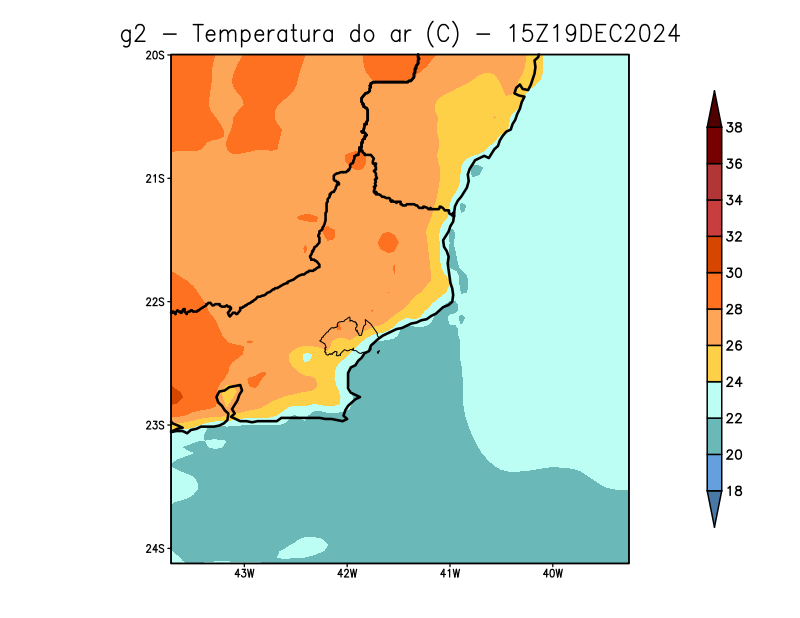 g2 – Temperatura do ar (C) – 15Z19DEC2024
20S
21S
22S
23S
24S
43W
42W
41W
40W
38
36
34
32
30
28
26
24
22
20
18